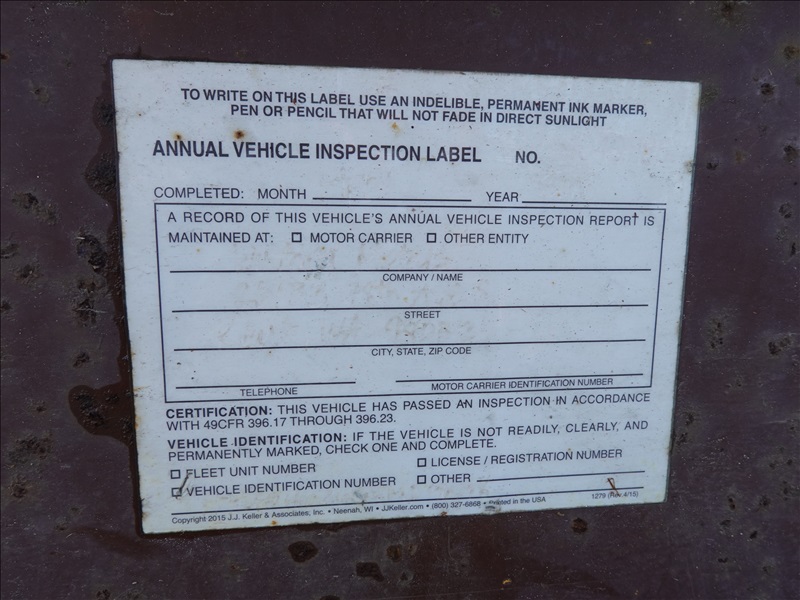 TO WRITE ON THIS LABEL USE AN INDELIBLE, PERMANENT INK MARKER,
PEN OR PENCIL THAT WILL NOT FADE IN DIRECT SUNLIGHT
ANNUAL VEHICLE INSPECTION LABEL NO.
COMPLETED: MONTH YEAR
A RECORD OF THIS VEHICLE'S ANNUAL VEHICLE INSPECTION REPORT IS
MAINTAINED AT: MOTOR CARRIER OTHER ENTITY
COMPANY / NAME
STREET
CITY, STATE, ZIP CODE
TELEPHONE MOTOR CARRIER IDENTIFICATION NUMBER
CERTIFICATION: THIS VEHICLE HAS PASSED AN INSPECTION IN ACCORDANCE
WITH 49CFR 396.17 THROUGH 396.23.
VEHICLE IDENTIFICATION: IF THE VEHICLE IS NOT READILY, CLEARLY, AND
PERMANENTLY MARKED, CHECK ONE AND COMPLETE.
FLEET UNIT NUMBER LICENSE / REGISTRATION NUMBER
VEHICLE IDENTIFICATION NUMBER OTHER
Copyright 2015 J.J. Keller & Associates, Inc. • Neenah, WI • JJKeller.com • (800) 327-6868 • Printed in the USA 1279 (Rev. 4/15)